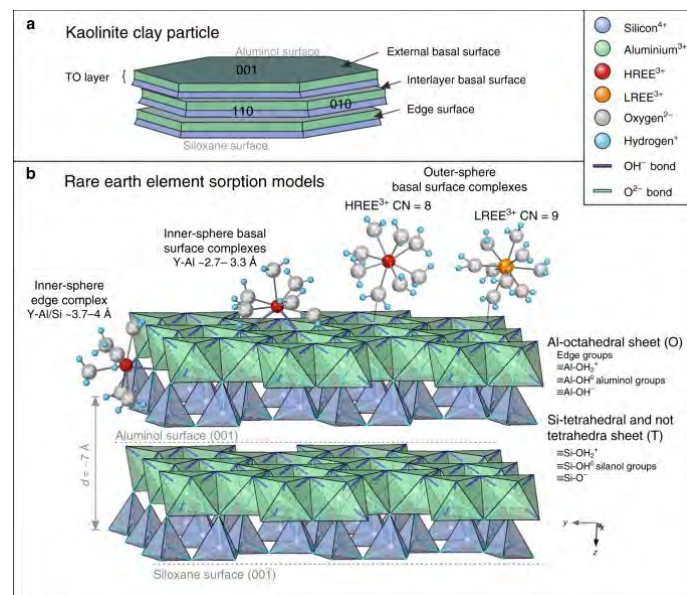 a
Kaolinite clay particle
Aluminol surface
External basal surface
001
TO layer
Interlayer basal surface
110
010
Edge surface
Siloxane surface
Silicon⁴⁺
Aluminium³⁺
HREE³⁺
LREE³⁺
Oxygen²⁻
Hydrogen⁺
OH⁻ bond
O²⁻ bond
b
Rare earth element sorption models
Outer-sphere
basal surface complexes
HREE³⁺ CN = 8
LREE³⁺ CN = 9
Inner-sphere basal
surface complexes
Y-Al ~2.7– 3.3 Å
Inner-sphere
edge complex
Y-Al/Si ~3.7–4 Å
Al-octahedral sheet (O)
Edge groups
≡Al-OH₂⁺
≡Al-OH⁰ aluminol groups
≡Al-OH⁻
Si-tetrahedral and not
tetrahedra sheet (T)
≡Si-OH₂⁺
≡Si-OH⁰ silanol groups
≡Si-O⁻
d = ~7 Å
Aluminol surface (001)
Siloxane surface (001̄)
y
x
z